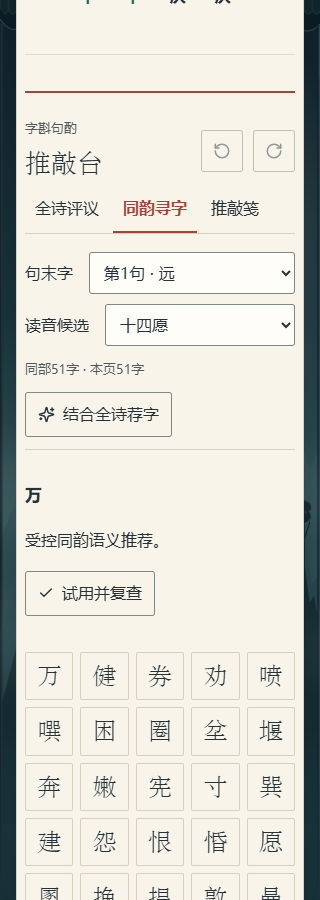 字斟句酌
推敲台
全诗评议 同韵寻字 推敲笺
句末字 第1句 · 远
读音候选 十四愿
同部51字 · 本页51字
结合全诗荐字
万
受控同韵语义推荐。
试用并复查
万 健 券 劝 喷
噀 困 圈 坌 堰
奔 嫩 宪 寸 巽
建 怨 恨 惛 愿